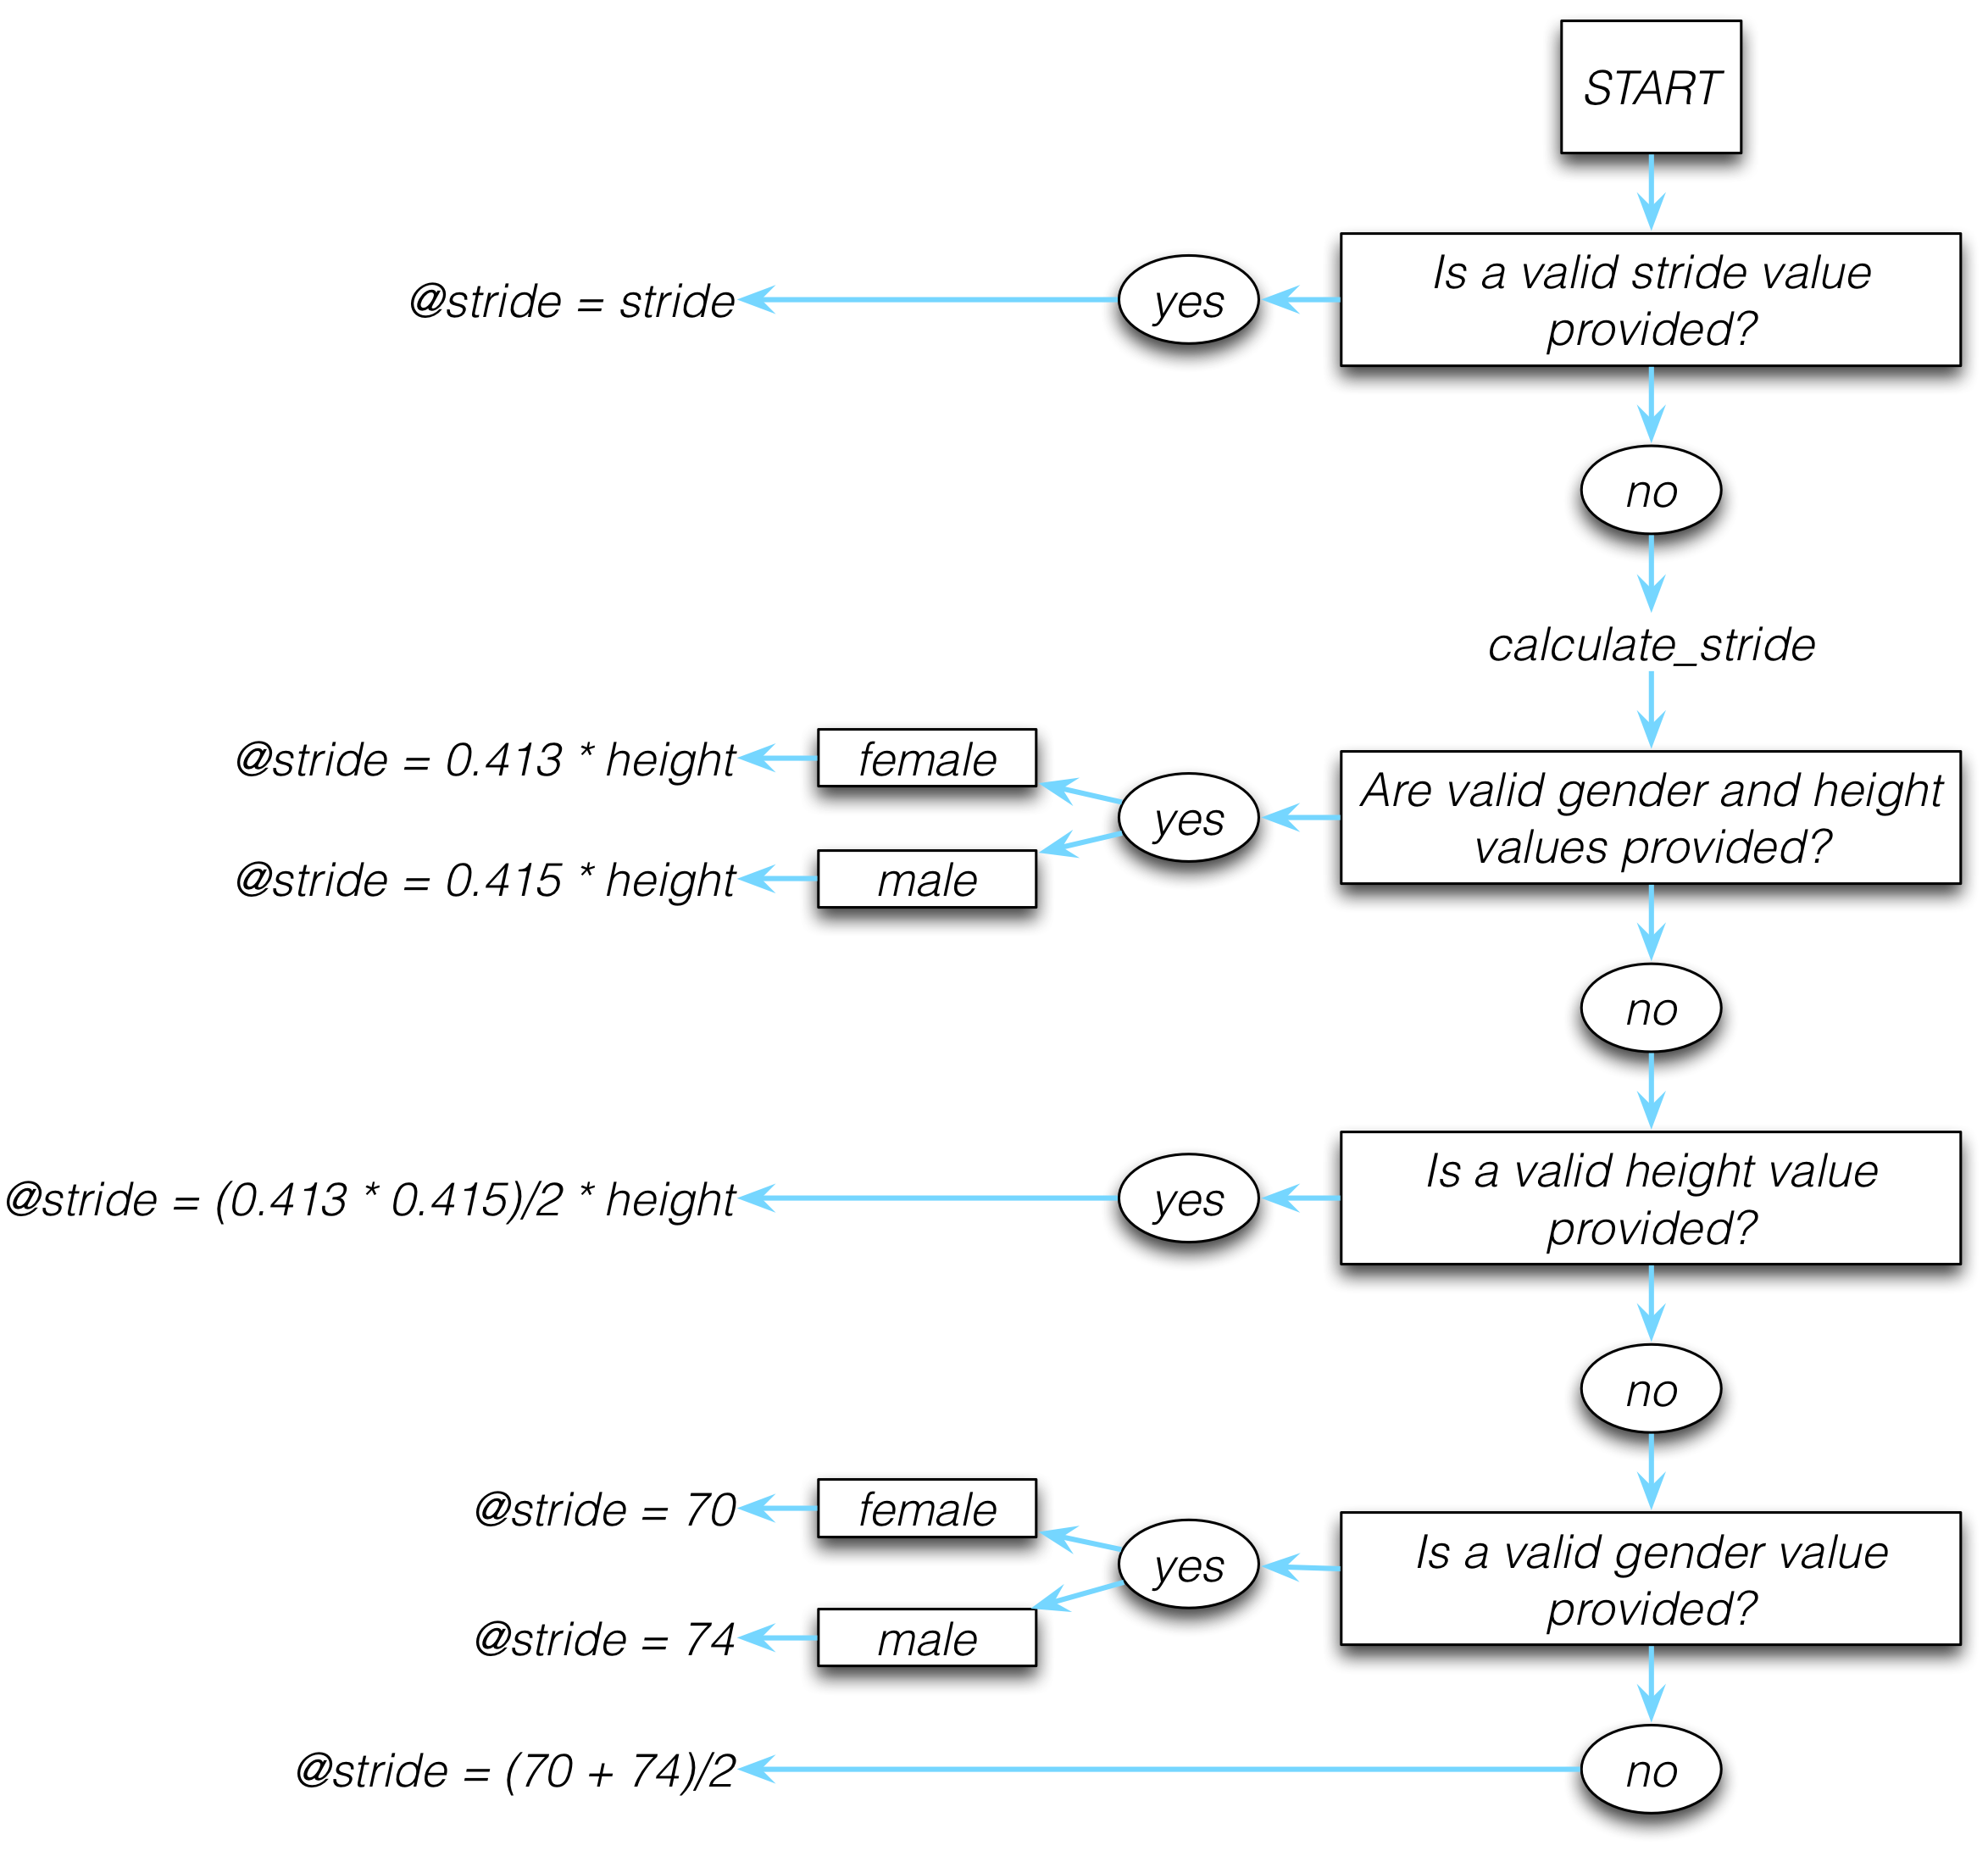 START
Is a valid stride value
provided?
yes
@stride = stride
no
calculate_stride
Are valid gender and height
values provided?
yes
female
@stride = 0.413 * height
male
@stride = 0.415 * height
no
Is a valid height value
provided?
yes
@stride = (0.413 * 0.415)/2 * height
no
Is a valid gender value
provided?
yes
female
@stride = 70
male
@stride = 74
no
@stride = (70 + 74)/2